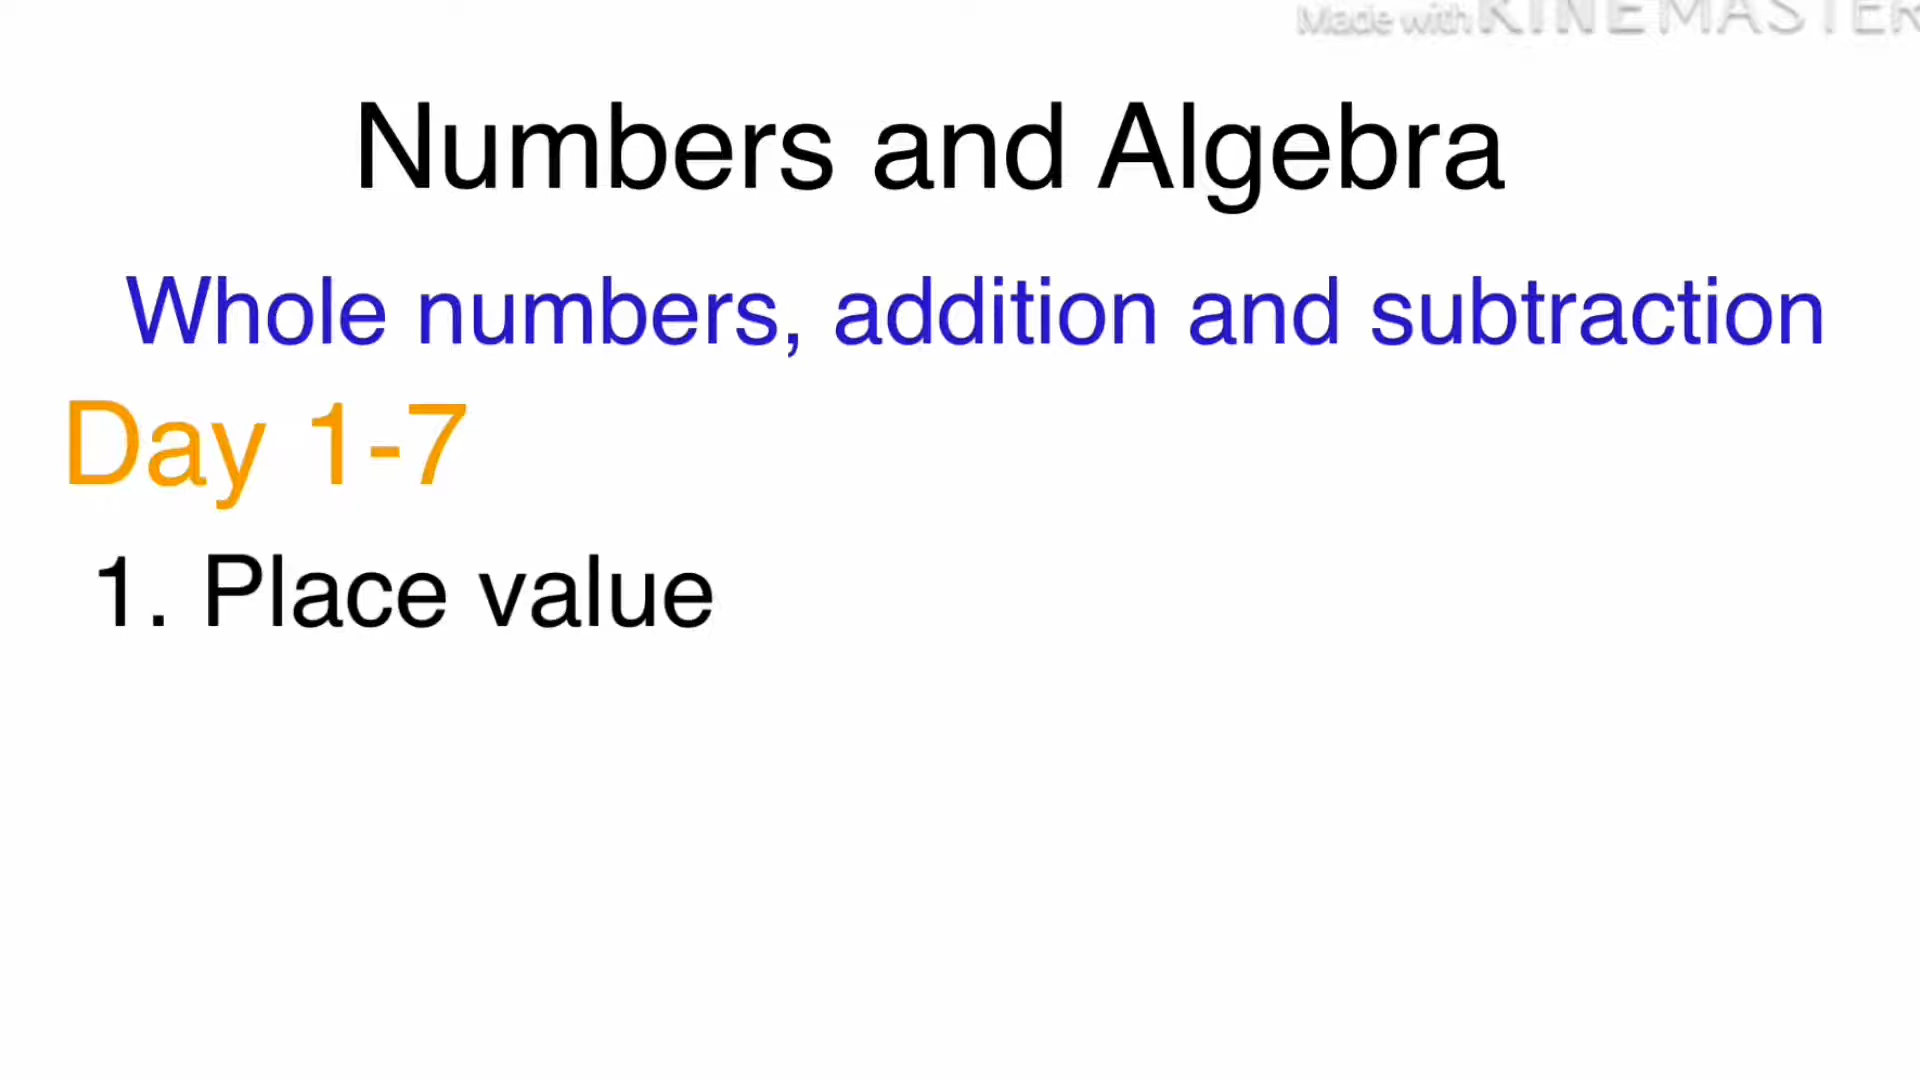 Made with KINEMASTER
Numbers and Algebra
Whole numbers, addition and subtraction
Day 1-7
1. Place value